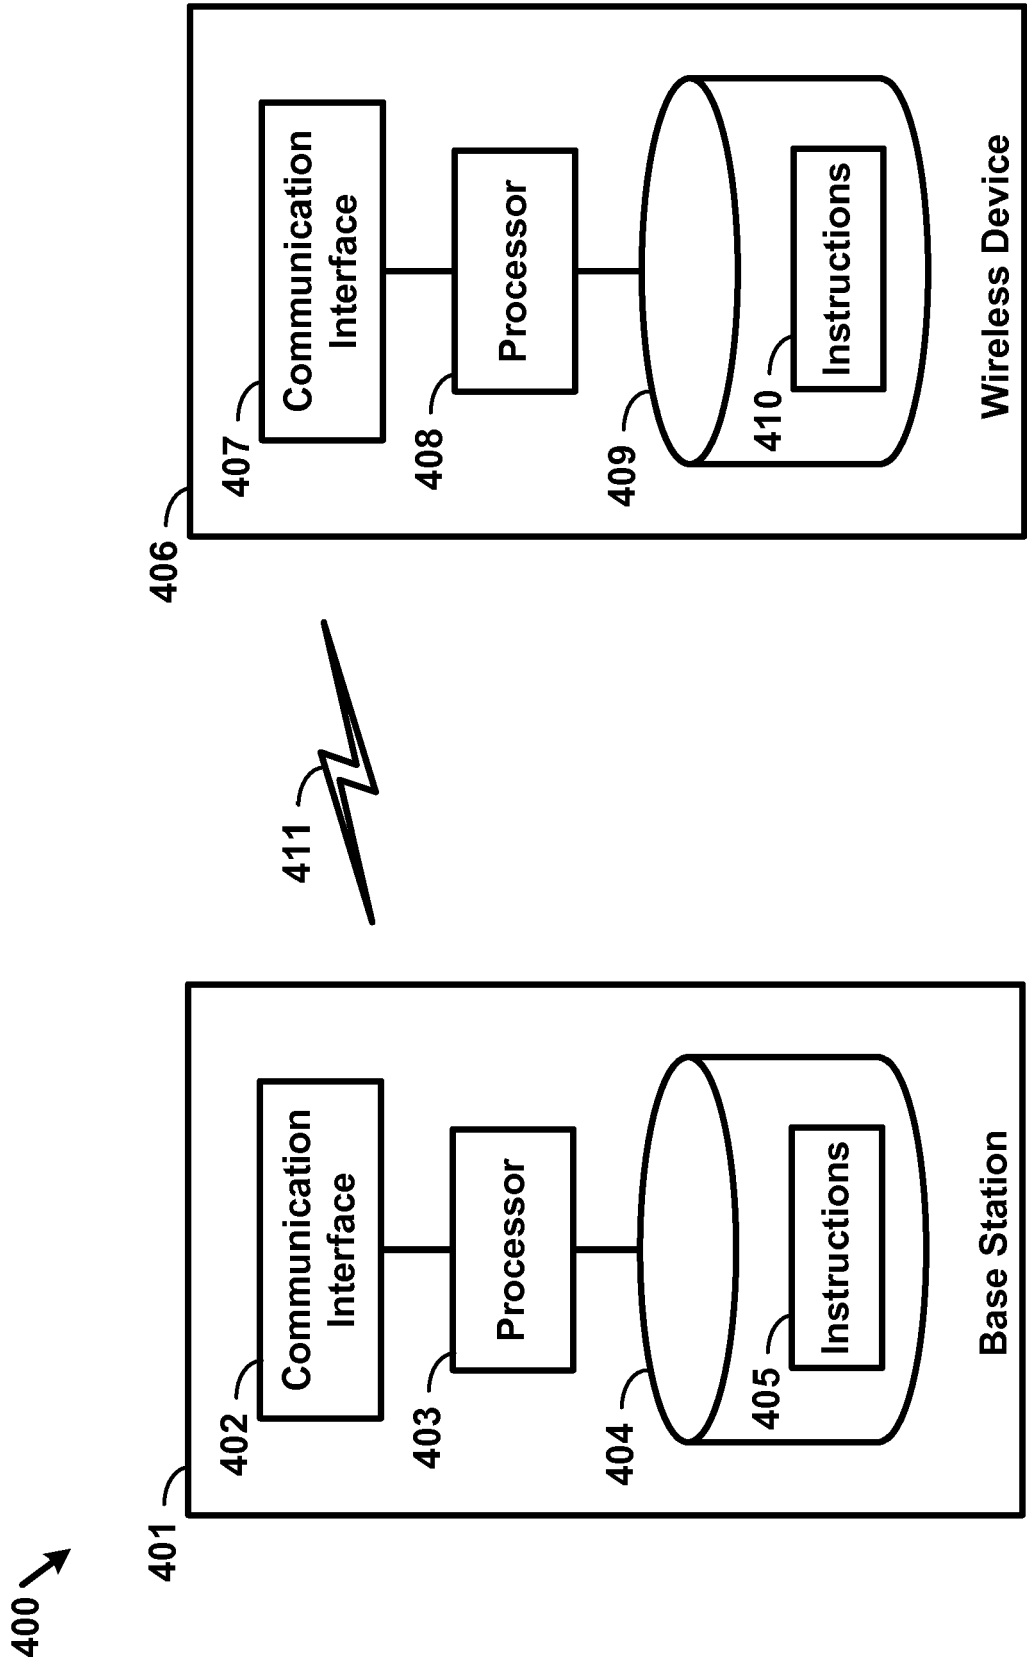 400
401
402
Communication
Interface
403
Processor
404
405
Instructions
Base Station
411
406
407
Communication
Interface
408
Processor
409
410
Instructions
Wireless Device